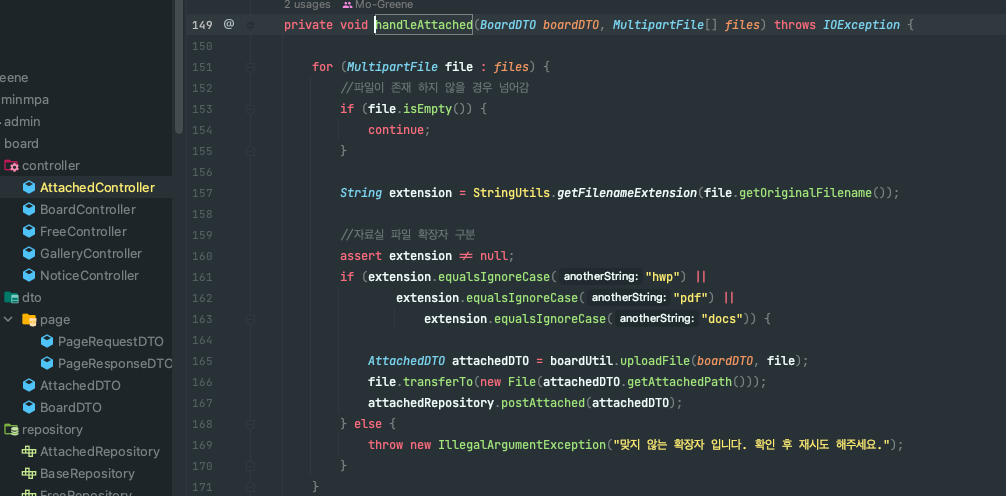 eene
minmpa
admin
board
controller
AttachedController
BoardController
FreeController
GalleryController
NoticeController
dto
page
PageRequestDTO
PageResponseDTO
AttachedDTO
BoardDTO
repository
AttachedRepository
BaseRepository
FreeRepository
2 usages Mo-Greene
149 @ private void handleAttached(BoardDTO boardDTO, MultipartFile[] files) throws IOException {
150
151 for (MultipartFile file : files) {
152 //파일이 존재 하지 않을 경우 넘어감
153 if (file.isEmpty()) {
154 continue;
155 }
156
157 String extension = StringUtils.getFilenameExtension(file.getOriginalFilename());
158
159 //자료실 파일 확장자 구분
160 assert extension != null;
161 if (extension.equalsIgnoreCase( anotherString: "hwp") ||
162 extension.equalsIgnoreCase( anotherString: "pdf") ||
163 extension.equalsIgnoreCase( anotherString: "docs")) {
164
165 AttachedDTO attachedDTO = boardUtil.uploadFile(boardDTO, file);
166 file.transferTo(new File(attachedDTO.getAttachedPath()));
167 attachedRepository.postAttached(attachedDTO);
168 } else {
169 throw new IllegalArgumentException("맞지 않는 확장자 입니다. 확인 후 재시도 해주세요.");
170 }
171 }